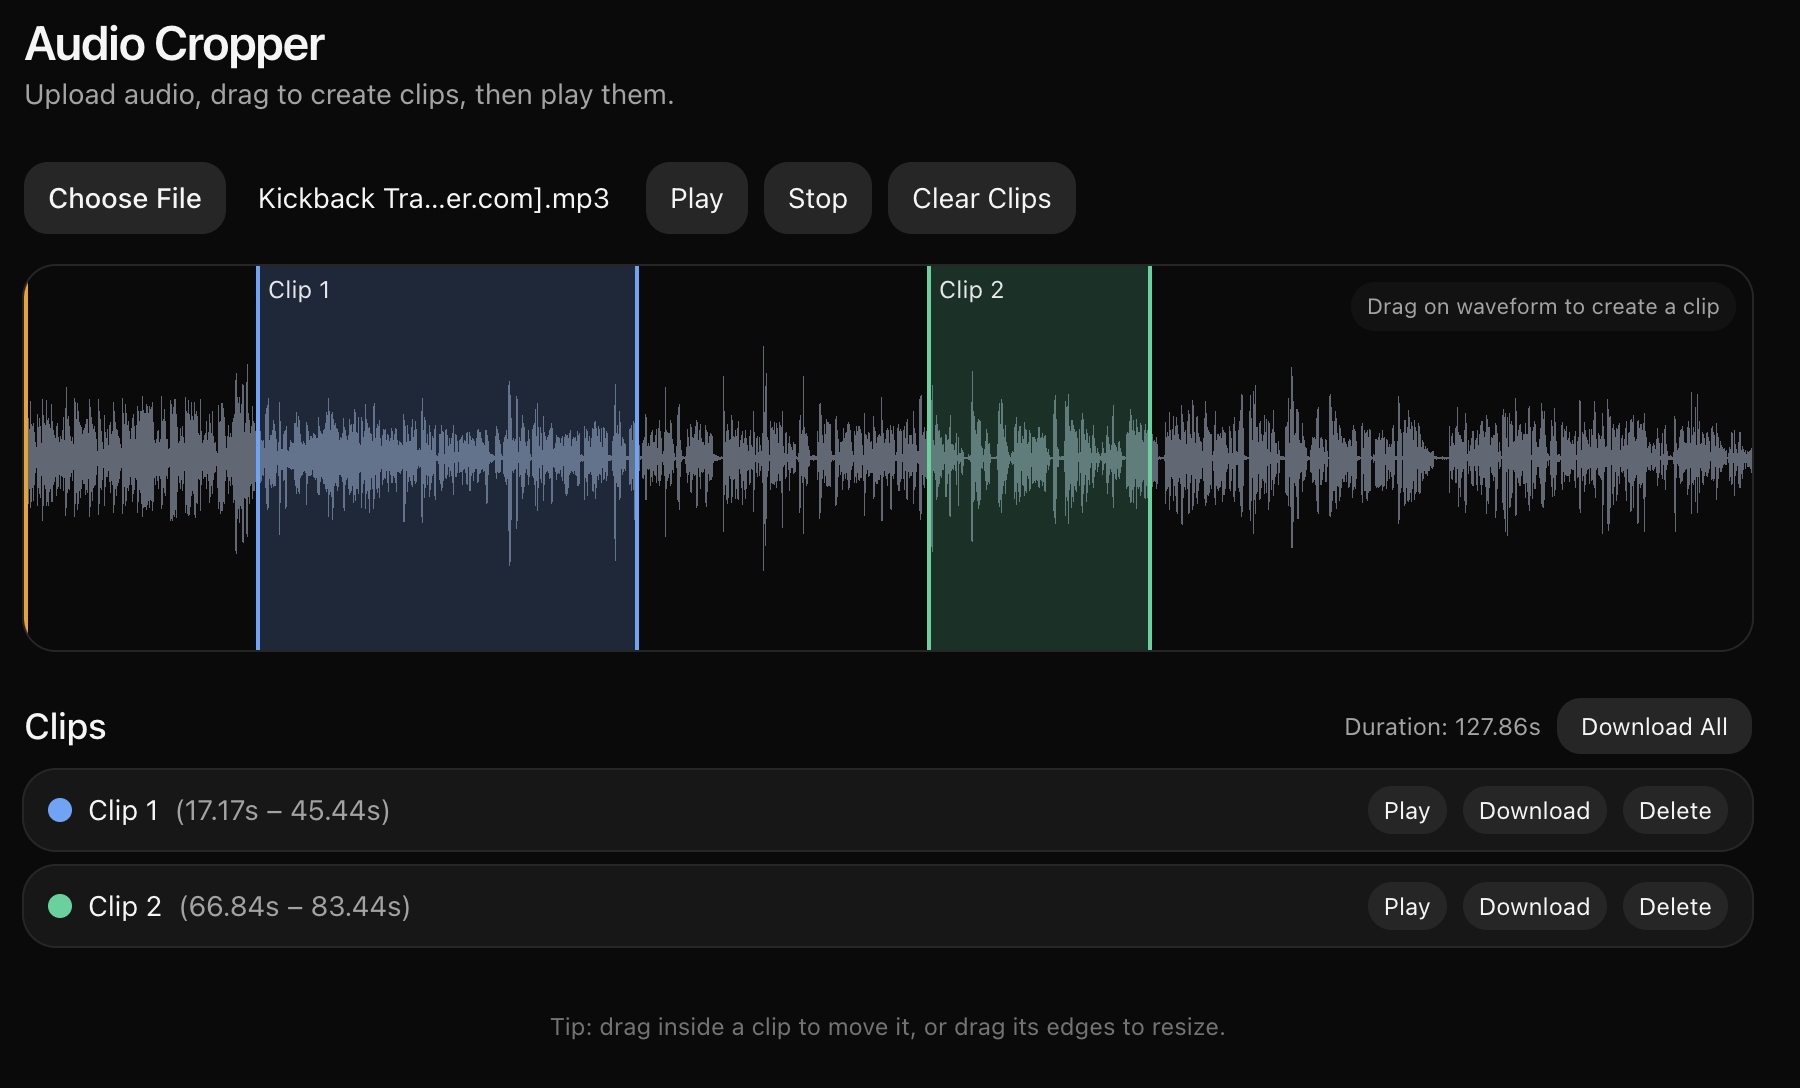 Audio Cropper
Upload audio, drag to create clips, then play them.
Choose File Kickback Tra...er.com].mp3 Play Stop Clear Clips
Clip 1 Clip 2 Drag on waveform to create a clip
Clips Duration: 127.86s Download All
Clip 1 (17.17s – 45.44s) Play Download Delete
Clip 2 (66.84s – 83.44s) Play Download Delete
Tip: drag inside a clip to move it, or drag its edges to resize.